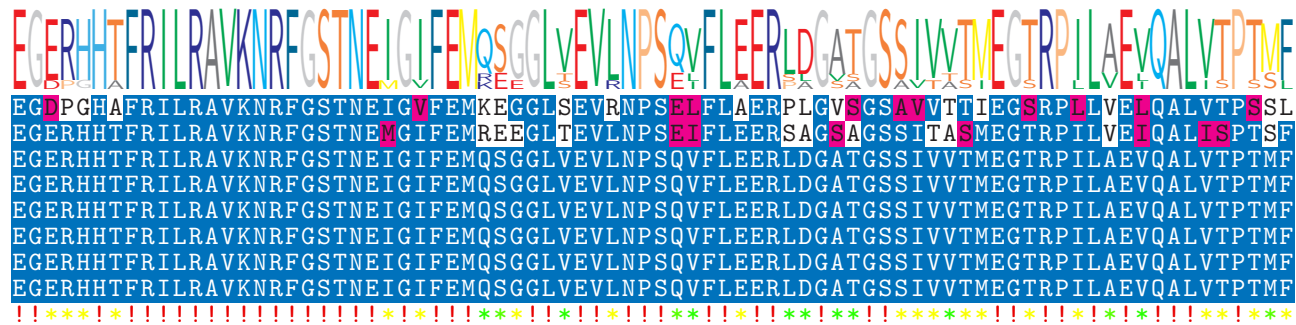 EGERHHTFRILRAVKNRFGSTNEIGIFEMQSGGLVEVLNPSQVFLEERLDGATGSSIVVTMEGTRPILAEVQALVTPTMF
EGDPGHAFRILRAVKNRFGSTNEIGVFEMKEGGLSEVRNPSELFLAERPLGVSGSAVVTTIEGSRPLLVELQALVTPSSL
EGERHHTFRILRAVKNRFGSTNEMGIFEMREEGLTEVLNPSEIFLEERSAGSAGSSITASMEGTRPILVEIQALISPTSF
EGERHHTFRILRAVKNRFGSTNEIGIFEMQSGGLVEVLNPSQVFLEERLDGATGSSIVVTMEGTRPILAEVQALVTPTMF
EGERHHTFRILRAVKNRFGSTNEIGIFEMQSGGLVEVLNPSQVFLEERLDGATGSSIVVTMEGTRPILAEVQALVTPTMF
EGERHHTFRILRAVKNRFGSTNEIGIFEMQSGGLVEVLNPSQVFLEERLDGATGSSIVVTMEGTRPILAEVQALVTPTMF
EGERHHTFRILRAVKNRFGSTNEIGIFEMQSGGLVEVLNPSQVFLEERLDGATGSSIVVTMEGTRPILAEVQALVTPTMF
EGERHHTFRILRAVKNRFGSTNEIGIFEMQSGGLVEVLNPSQVFLEERLDGATGSSIVVTMEGTRPILAEVQALVTPTMF
EGERHHTFRILRAVKNRFGSTNEIGIFEMQSGGLVEVLNPSQVFLEERLDGATGSSIVVTMEGTRPILAEVQALVTPTMF
!!***!*!!!!!!!!!!!!!!!!*!*!!!***!!*!!*!!!**!!*!!**!**!!******!!*!!*!*!*!!!**!***